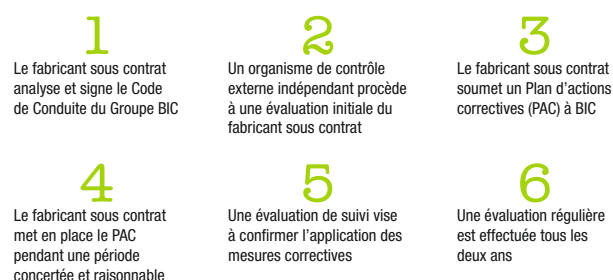 1
Le fabricant sous contrat
analyse et signe le Code
de Conduite du Groupe BIC
2
Un organisme de contrôle
externe indépendant procède
à une évaluation initiale du
fabricant sous contrat
3
Le fabricant sous contrat
soumet un Plan d’actions
correctives (PAC) à BIC
4
Le fabricant sous contrat
met en place le PAC
pendant une période
concertée et raisonnable
5
Une évaluation de suivi vise
à confirmer l’application des
mesures correctives
6
Une évaluation régulière
est effectuée tous les
deux ans